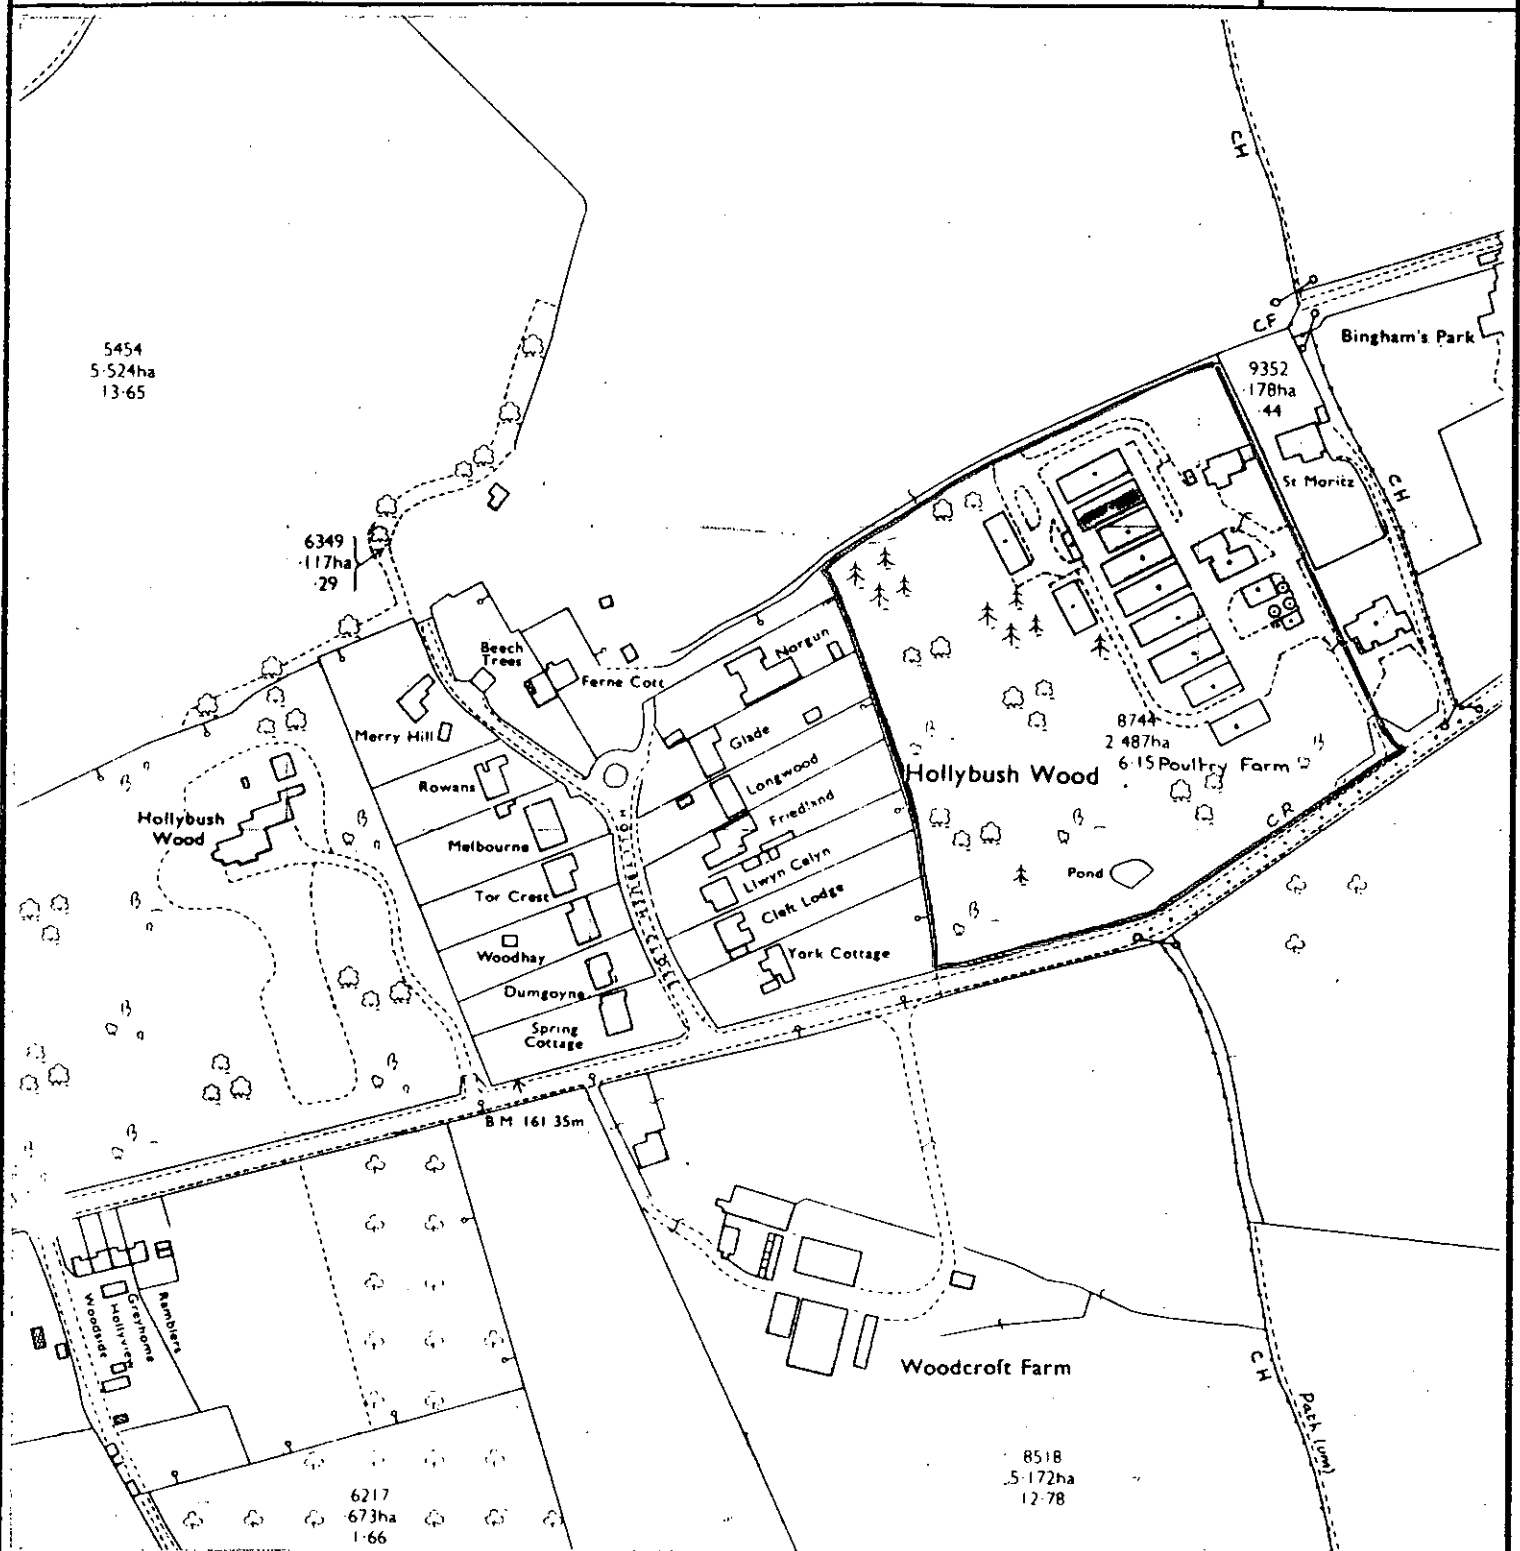 CH
CF
Bingham's Park
5454
5·524ha
13·65
9352
·178ha
·44
St Moritz
CH
6349
·117ha
·29
Beech
Trees
Ferne Cott
Norgun
Merry Hill
Glade
8744
2·487ha
6·15 Poultry Farm
Hollybush Wood
Rowans
Longwood
Hollybush
Wood
Friedland
CR
Melbourne
Llwyn Celyn
Pond
Tor Crest
Cleft Lodge
HOLLYBUSH RIDE
Woodhay
York Cottage
Dumgoyne
Spring
Cottage
B M 161·35m
Ramblers
Greyhome
Hollyview
Woodside
Woodcroft Farm
CH
Path (um)
8518
5·172ha
12·78
6217
·673ha
1·66